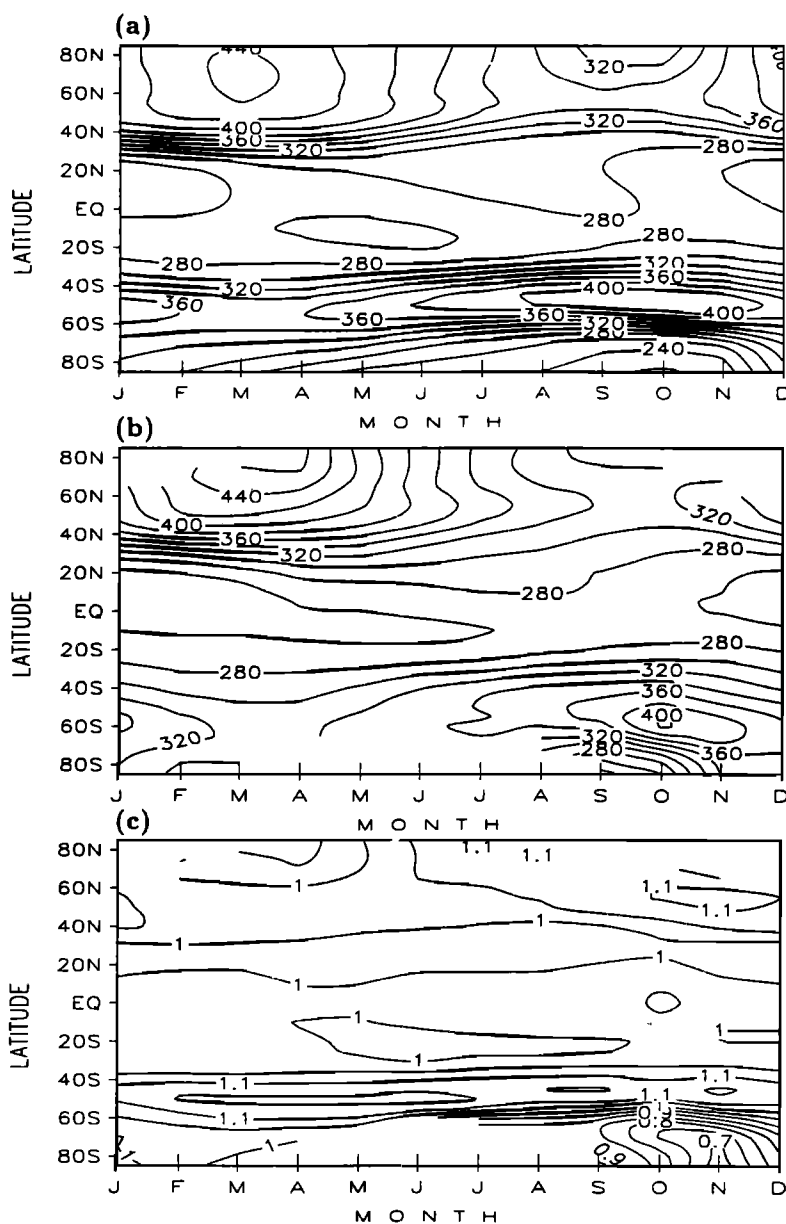 (a)
80N 440 320
60N
40N 400 360 320 320 360
20N 280
EQ 280
20S 280
LATITUDE
280 280 320
40S 320 360
360 400
60S 360 360 400
320
280
80S 240
J F M A M J J A S O N D
MONTH
(b)
80N
60N 440
40N 400 360 320
320 280
20N 280
EQ
LATITUDE
20S 280
280 320
40S 360
60S 400
320 320 360
80S 280
J F M A M J J A S O N D
(c) MONTH
80N 1.1 1.1
60N 1 1.1
1.1
40N 1 1
20N 1
EQ
LATITUDE
1 1
20S
1
40S 1.1 1.1
1.1
60S 1.1 0.9
0.8
80S 1.1 1 0.9 0.7
J F M A M J J A S O N D
MONTH